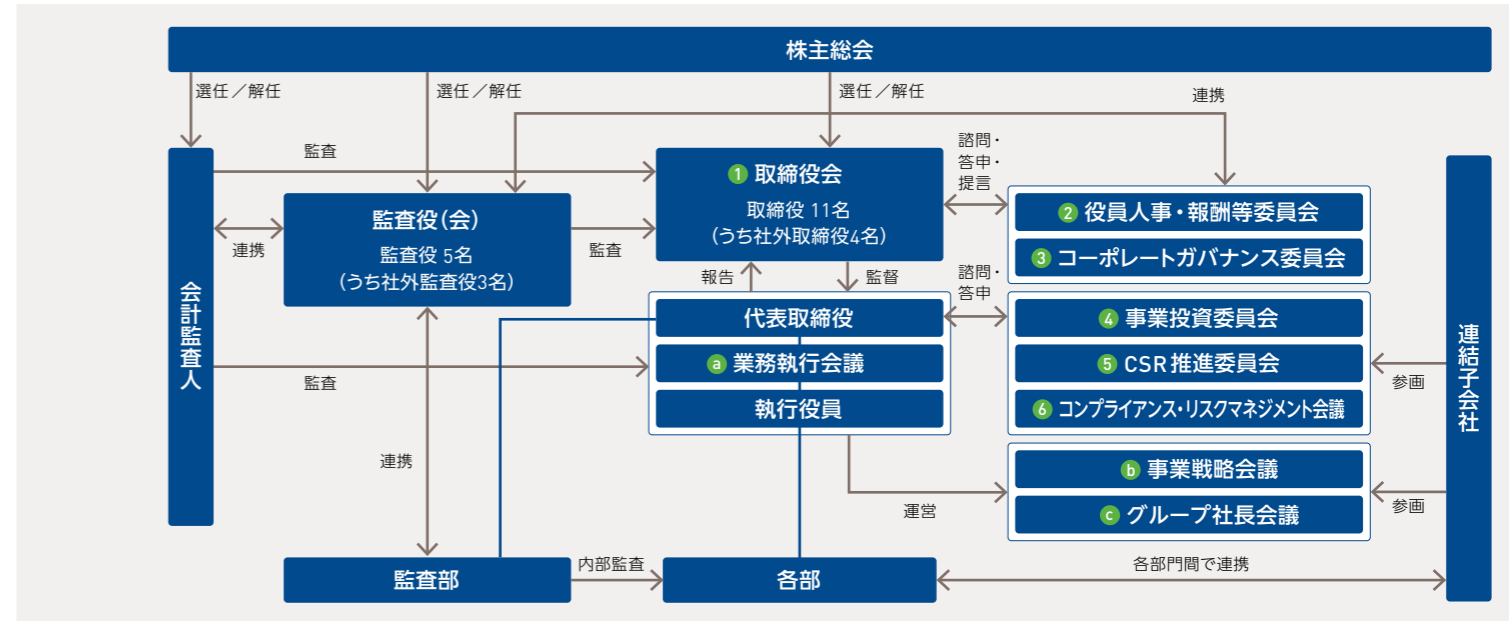 株主総会
選任／解任
選任／解任
選任／解任
連携
監査
諮問・
答申・
提言
1 取締役会
取締役 11名
(うち社外取締役4名)
監査役(会)
監査役 5名
(うち社外監査役3名)
連携
監査
2 役員人事・報酬等委員会
3 コーポレートガバナンス委員会
報告
監督
諮問・
答申
会計監査人
代表取締役
a 業務執行会議
執行役員
4 事業投資委員会
5 CSR推進委員会
6 コンプライアンス・リスクマネジメント会議
参画
連結子会社
監査
連携
運営
b 事業戦略会議
c グループ社長会議
参画
監査部
内部監査
各部
各部門間で連携